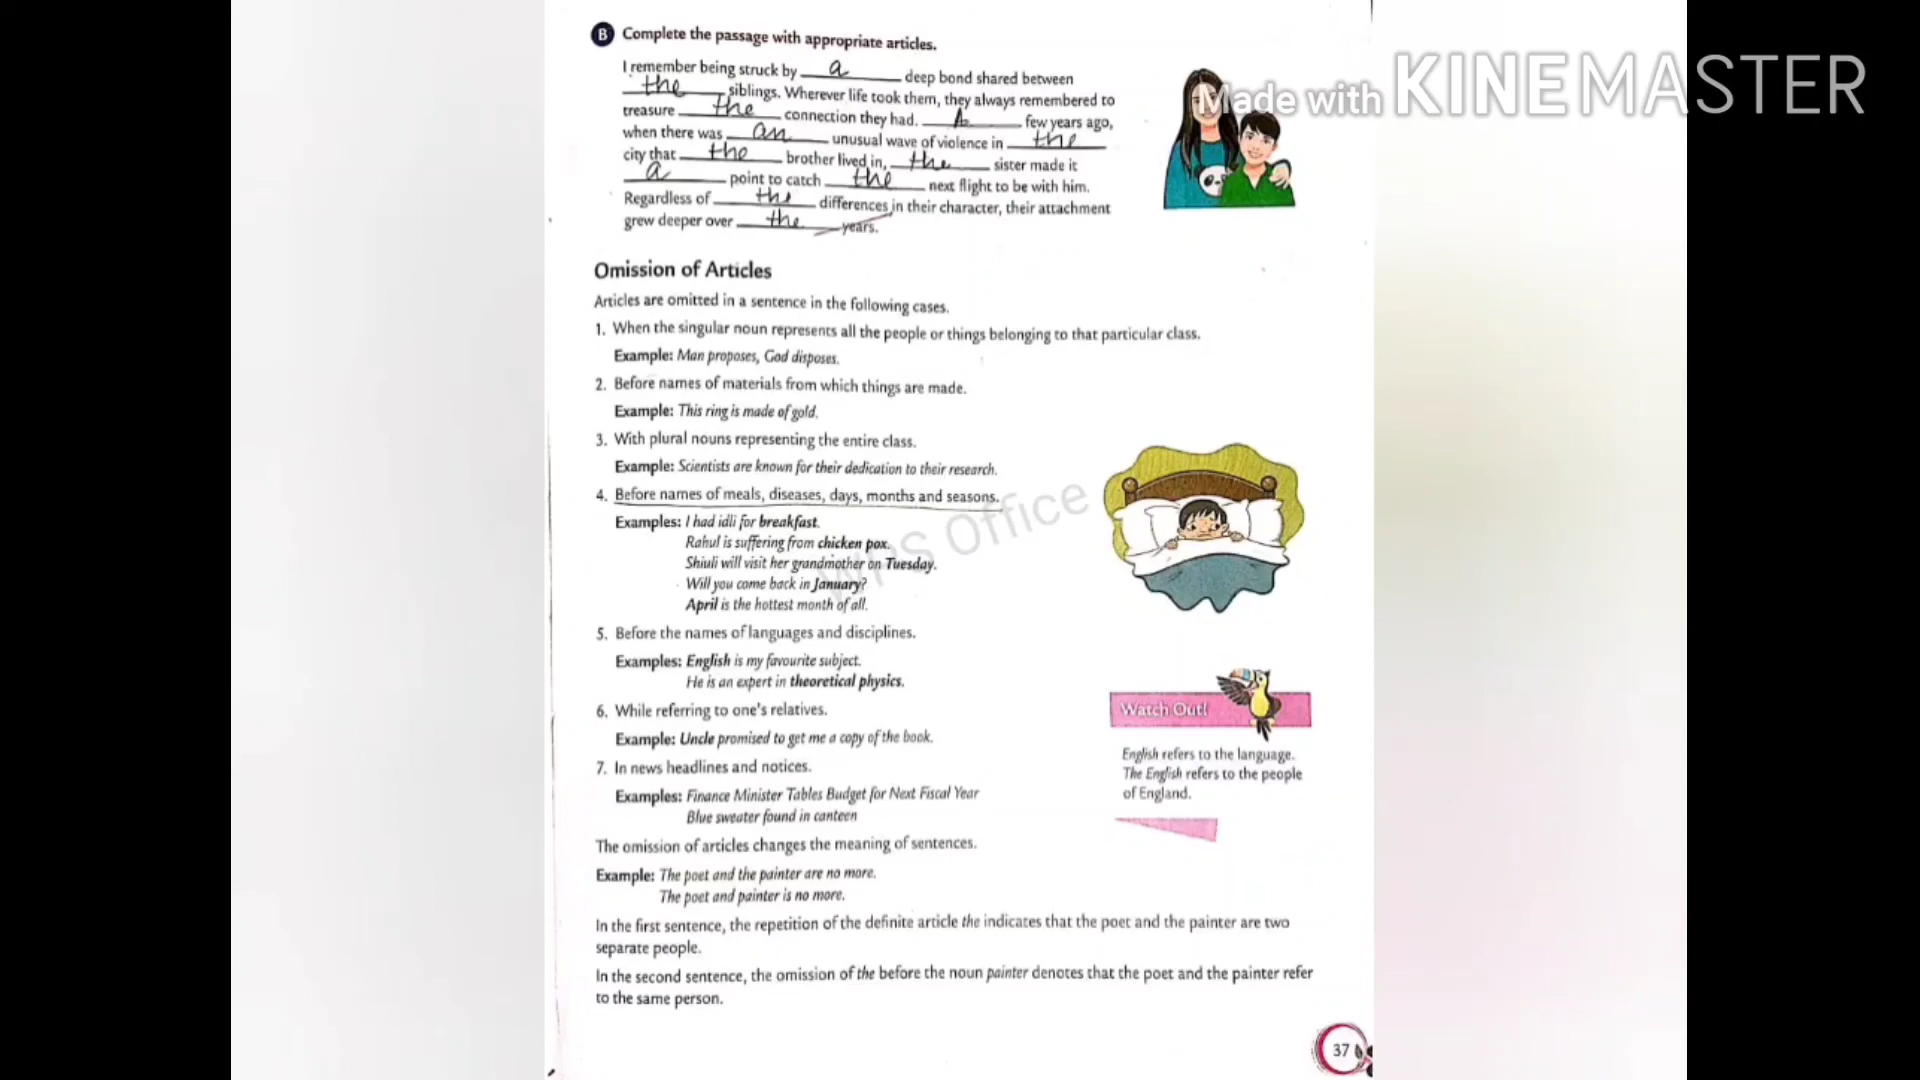 B Complete the passage with appropriate articles.
I remember being struck by a deep bond shared between
the siblings. Wherever life took them, they always remembered to
treasure the connection they had. A few years ago,
when there was an unusual wave of violence in the
city that the brother lived in, the sister made it
a point to catch the next flight to be with him.
Regardless of the differences in their character, their attachment
grew deeper over the years.
Made with KINEMASTER
Omission of Articles
Articles are omitted in a sentence in the following cases.
1. When the singular noun represents all the people or things belonging to that particular class.
Example: Man proposes, God disposes.
2. Before names of materials from which things are made.
Example: This ring is made of gold.
3. With plural nouns representing the entire class.
Example: Scientists are known for their dedication to their research.
4. Before names of meals, diseases, days, months and seasons.
Examples: I had idli for breakfast.
Rahul is suffering from chicken pox.
Shiuli will visit her grandmother on Tuesday.
Will you come back in January?
April is the hottest month of all.
WPS Office
5. Before the names of languages and disciplines.
Examples: English is my favourite subject.
He is an expert in theoretical physics.
6. While referring to one's relatives.
Example: Uncle promised to get me a copy of the book.
7. In news headlines and notices.
Examples: Finance Minister Tables Budget for Next Fiscal Year
Blue sweater found in canteen
Watch Out!
English refers to the language.
The English refers to the people
of England.
The omission of articles changes the meaning of sentences.
Example: The poet and the painter are no more.
The poet and painter is no more.
In the first sentence, the repetition of the definite article the indicates that the poet and the painter are two
separate people.
In the second sentence, the omission of the before the noun painter denotes that the poet and the painter refer
to the same person.
37